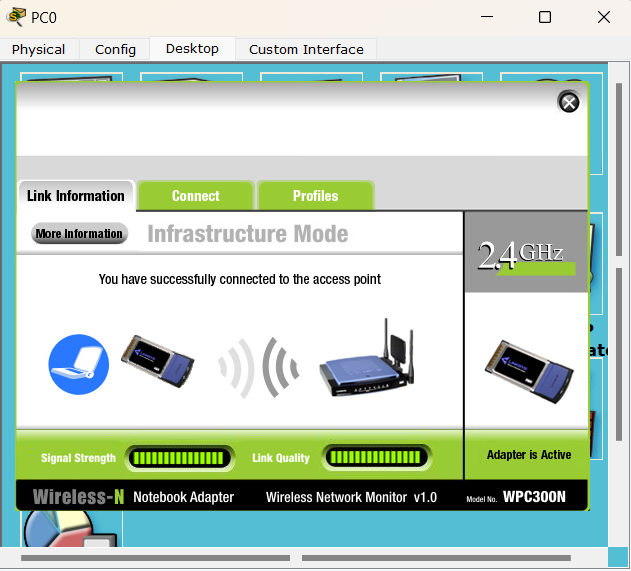 PC0
Physical Config Desktop Custom Interface
Link Information Connect Profiles
More Information Infrastructure Mode
2.4GHz
You have successfully connected to the access point
Signal Strength Link Quality Adapter is Active
Wireless-N Notebook Adapter Wireless Network Monitor v1.0 Model No. WPC300N